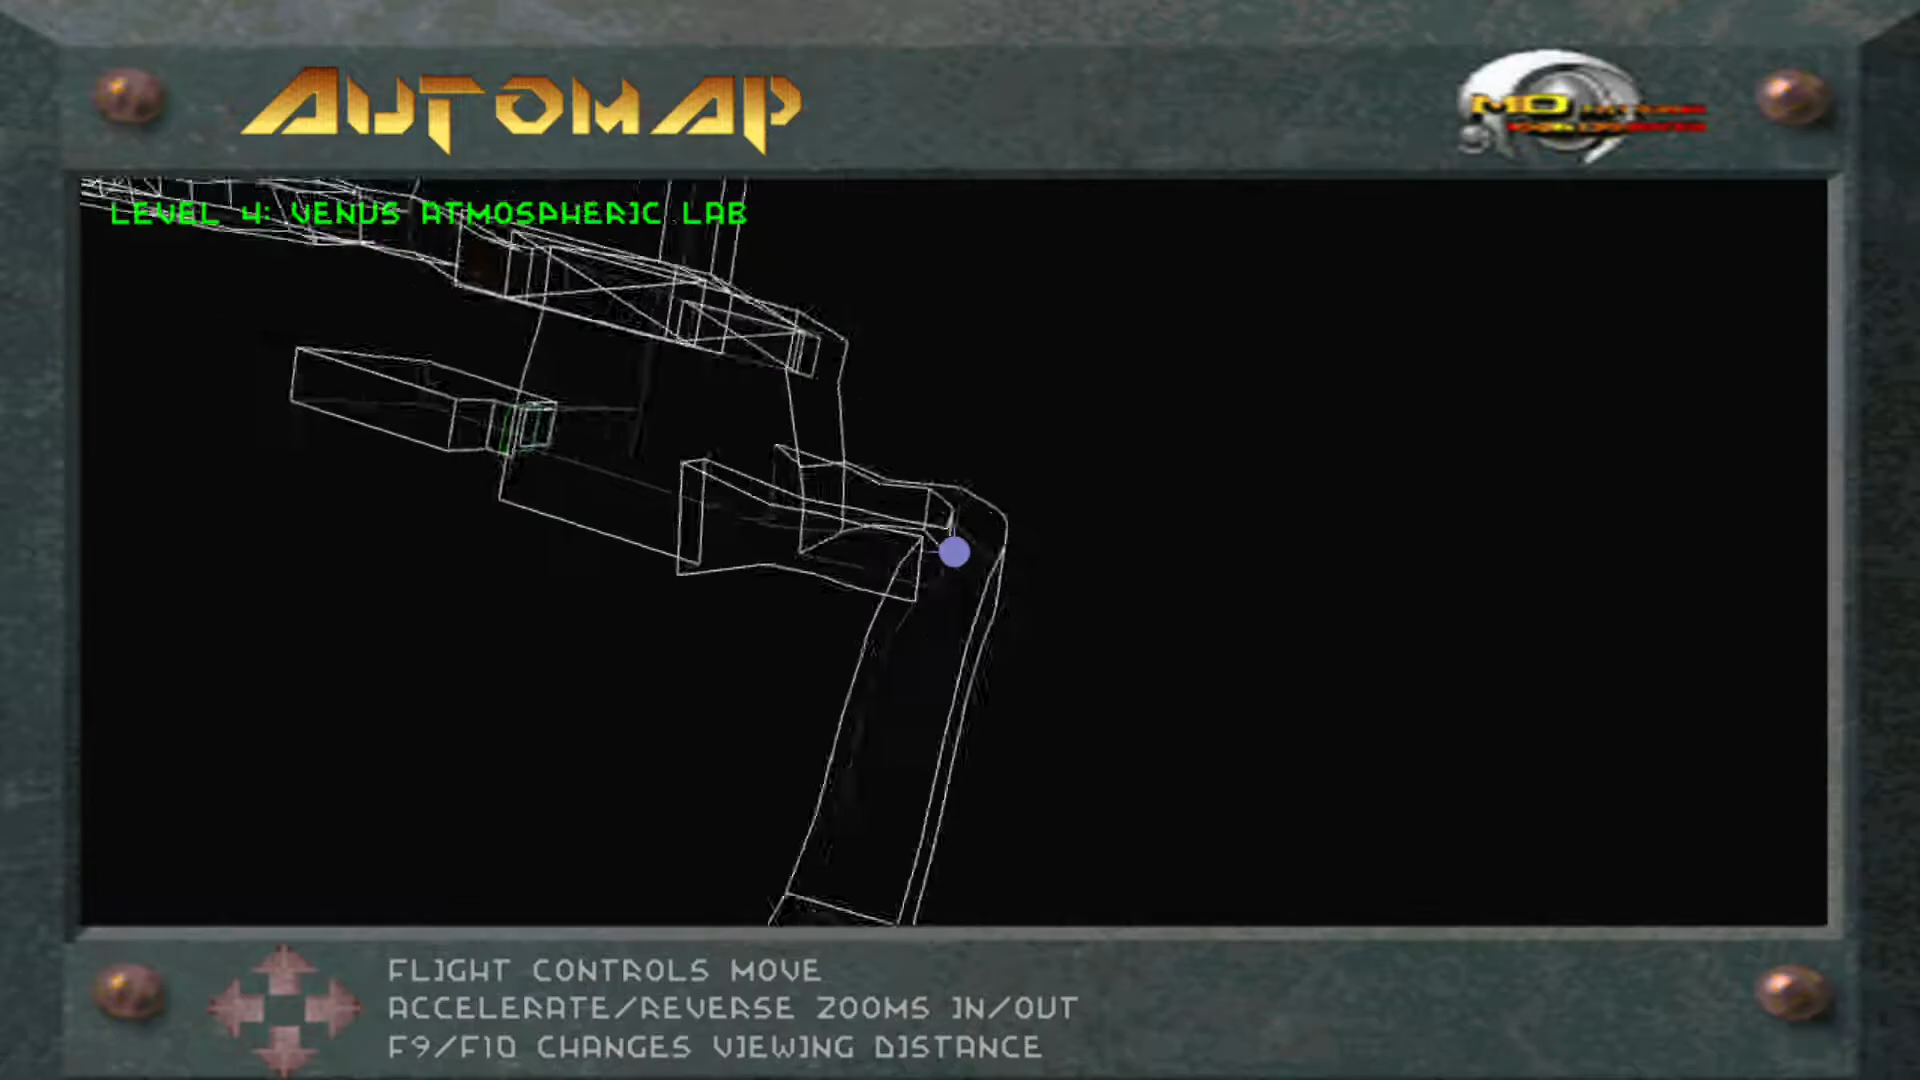 AUTOMAP
MD
LEVEL 4: VENUS ATMOSPHERIC LAB
FLIGHT CONTROLS MOVE
ACCELERATE/REVERSE ZOOMS IN/OUT
F9/F10 CHANGES VIEWING DISTANCE